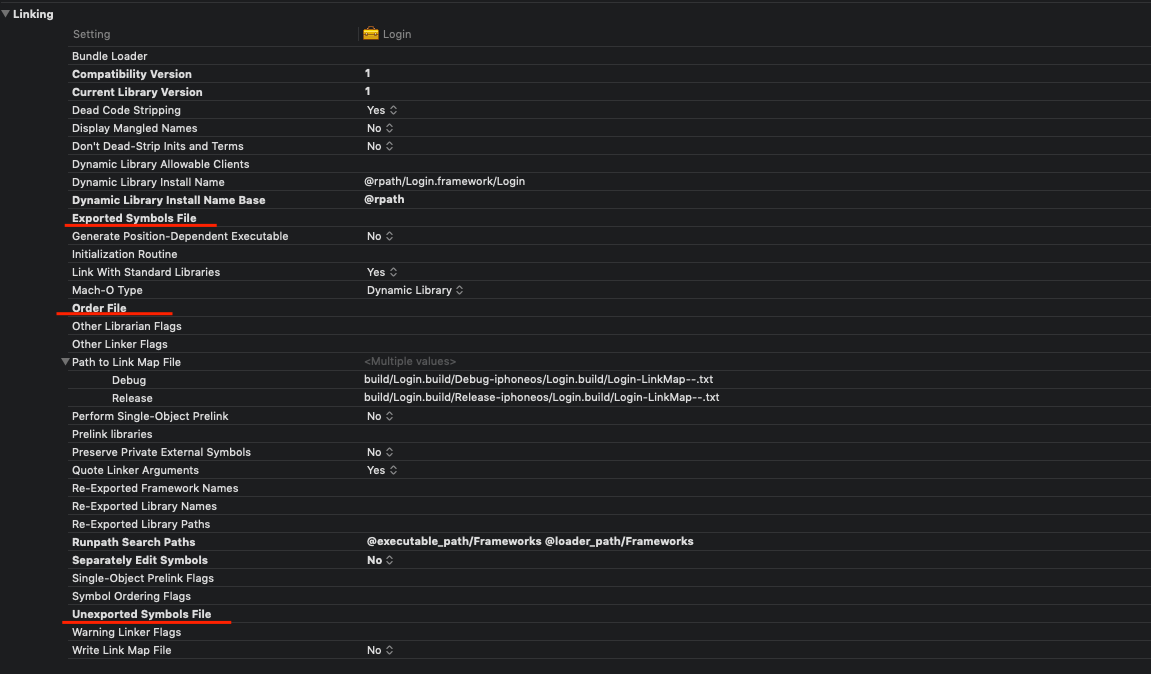 Linking
Setting Login
Bundle Loader
Compatibility Version 1
Current Library Version 1
Dead Code Stripping Yes
Display Mangled Names No
Don't Dead-Strip Inits and Terms No
Dynamic Library Allowable Clients
Dynamic Library Install Name @rpath/Login.framework/Login
Dynamic Library Install Name Base @rpath
Exported Symbols File
Generate Position-Dependent Executable No
Initialization Routine
Link With Standard Libraries Yes
Mach-O Type Dynamic Library
Order File
Other Librarian Flags
Other Linker Flags
Path to Link Map File <Multiple values>
Debug build/Login.build/Debug-iphoneos/Login.build/Login-LinkMap--.txt
Release build/Login.build/Release-iphoneos/Login.build/Login-LinkMap--.txt
Perform Single-Object Prelink No
Prelink libraries
Preserve Private External Symbols No
Quote Linker Arguments Yes
Re-Exported Framework Names
Re-Exported Library Names
Re-Exported Library Paths
Runpath Search Paths @executable_path/Frameworks @loader_path/Frameworks
Separately Edit Symbols No
Single-Object Prelink Flags
Symbol Ordering Flags
Unexported Symbols File
Warning Linker Flags
Write Link Map File No